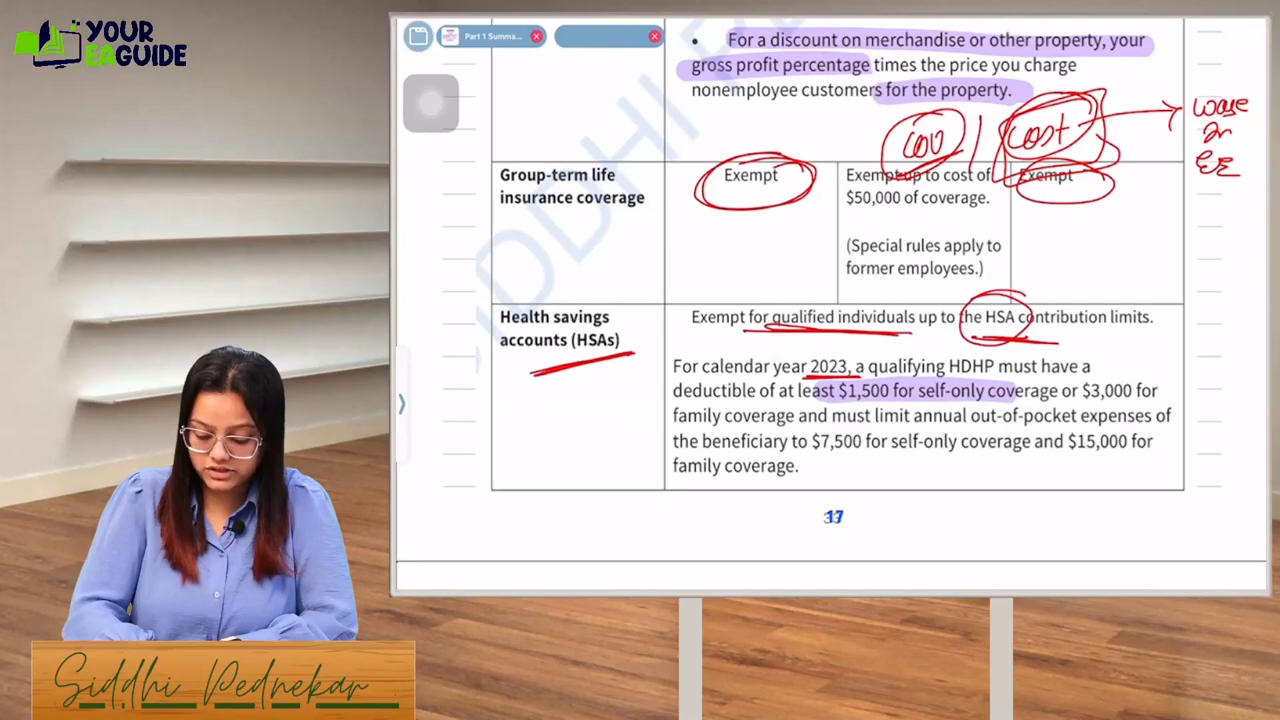 YOUR
EAGUIDE
Part 1 Summa...
• For a discount on merchandise or other property, your
gross profit percentage times the price you charge
nonemployee customers for the property.
COV | Cost
wage
in
EE
Group-term life
insurance coverage
Exempt
Exempt up to cost of
$50,000 of coverage.
(Special rules apply to
former employees.)
Exempt
Health savings
accounts (HSAs)
Exempt for qualified individuals up to the HSA contribution limits.
For calendar year 2023, a qualifying HDHP must have a
deductible of at least $1,500 for self-only coverage or $3,000 for
family coverage and must limit annual out-of-pocket expenses of
the beneficiary to $7,500 for self-only coverage and $15,000 for
family coverage.
17
SIDDHI
Siddhi Pednekar